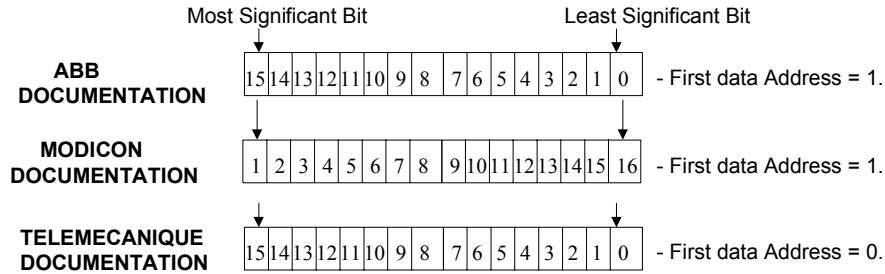 Most Significant Bit Least Significant Bit
ABB DOCUMENTATION
15 14 13 12 11 10 9 8 7 6 5 4 3 2 1 0 - First data Address = 1.
MODICON DOCUMENTATION
1 2 3 4 5 6 7 8 9 10 11 12 13 14 15 16 - First data Address = 1.
TELEMECANIQUE DOCUMENTATION
15 14 13 12 11 10 9 8 7 6 5 4 3 2 1 0 - First data Address = 0.